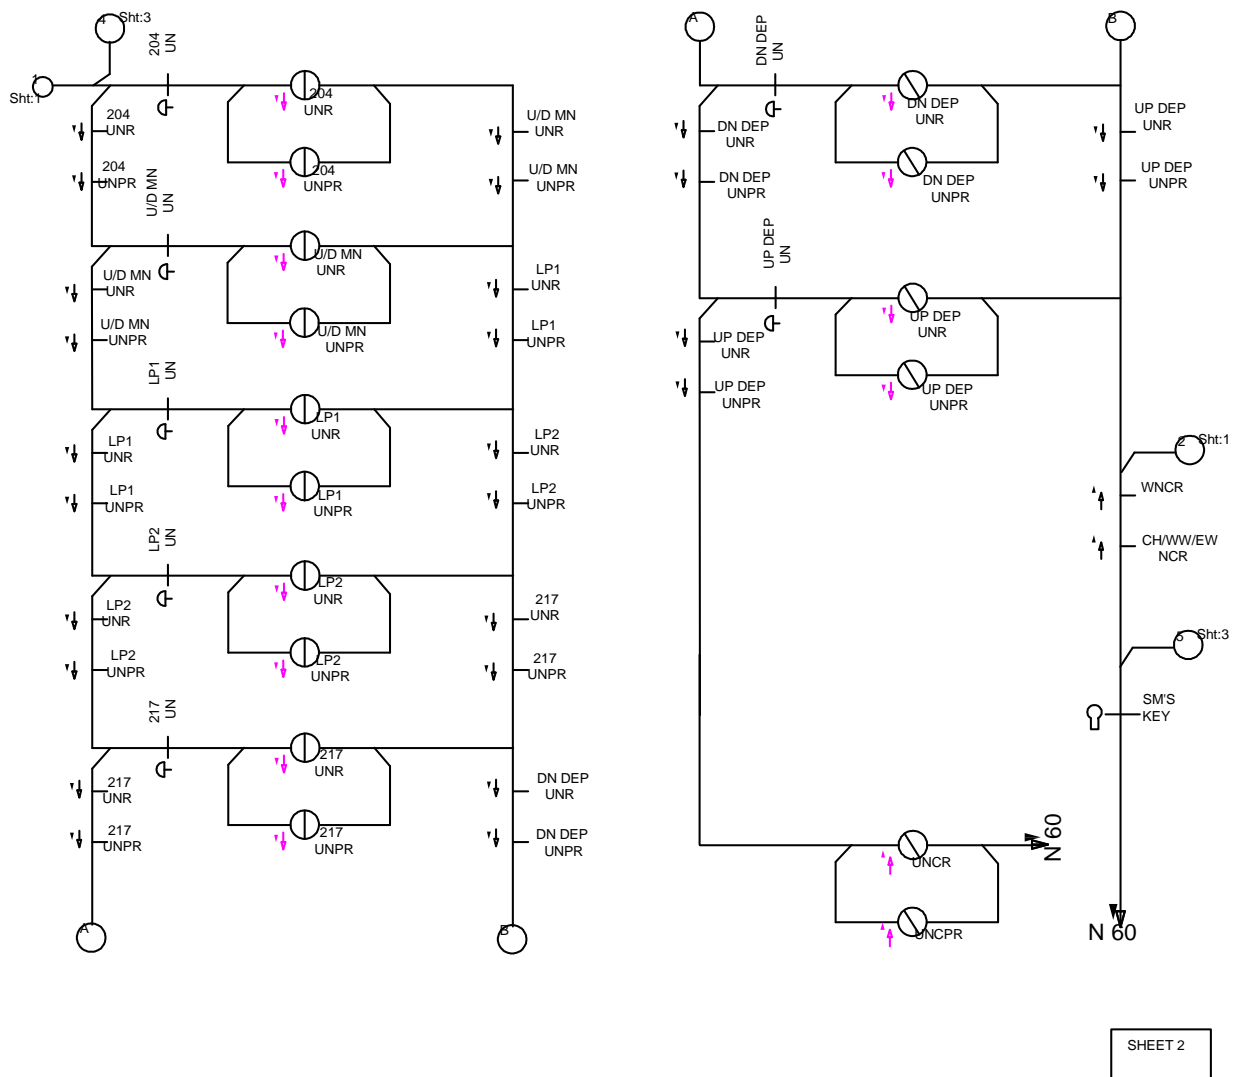 4 Sht:3
1
Sht:1
204
UN
204
UNR
204
UNR
U/D MN
UNR
204
UNPR
204
UNPR
U/D MN
UNPR
U/D MN
UN
U/D MN
UNR
U/D MN
UNR
LP1
UNR
U/D MN
UNPR
U/D MN
UNPR
LP1
UNPR
LP1
UN
LP1
UNR
LP1
UNR
LP2
UNR
LP1
UNPR
LP1
UNPR
LP2
UNPR
LP2
UN
LP2
UNR
LP2
UNR
217
UNR
LP2
UNPR
LP2
UNPR
217
UNPR
217
UN
217
UNR
217
UNR
DN DEP
UNR
217
UNPR
217
UNPR
DN DEP
UNPR
A
B
A
B
DN DEP
UN
DN DEP
UNR
DN DEP
UNR
UP DEP
UNR
DN DEP
UNPR
DN DEP
UNPR
UP DEP
UNPR
UP DEP
UN
UP DEP
UNR
UP DEP
UNR
UP DEP
UNPR
UP DEP
UNPR
2 Sht:1
WNCR
CH/WW/EW
NCR
5 Sht:3
SM'S
KEY
UNCR
N 60
UNCPR
N 60
SHEET 2